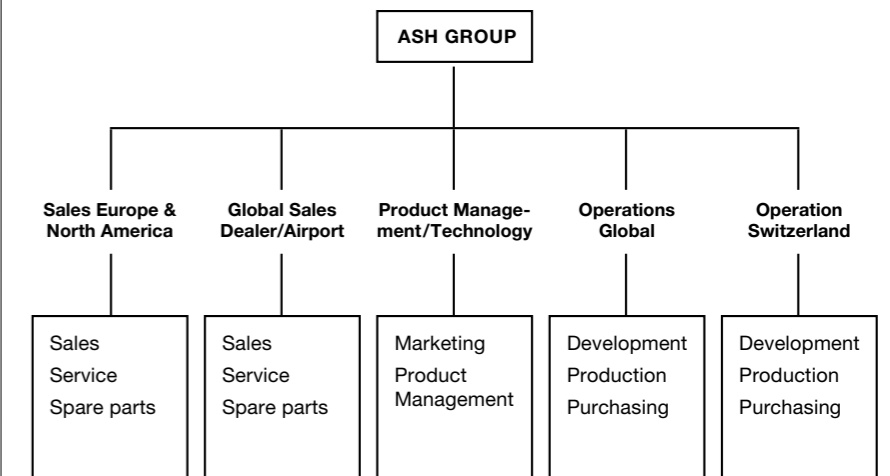 ASH GROUP
Sales Europe &
North America
Global Sales
Dealer/Airport
Product Manage-
ment/Technology
Operations
Global
Operation
Switzerland
Sales
Service
Spare parts
Sales
Service
Spare parts
Marketing
Product
Management
Development
Production
Purchasing
Development
Production
Purchasing